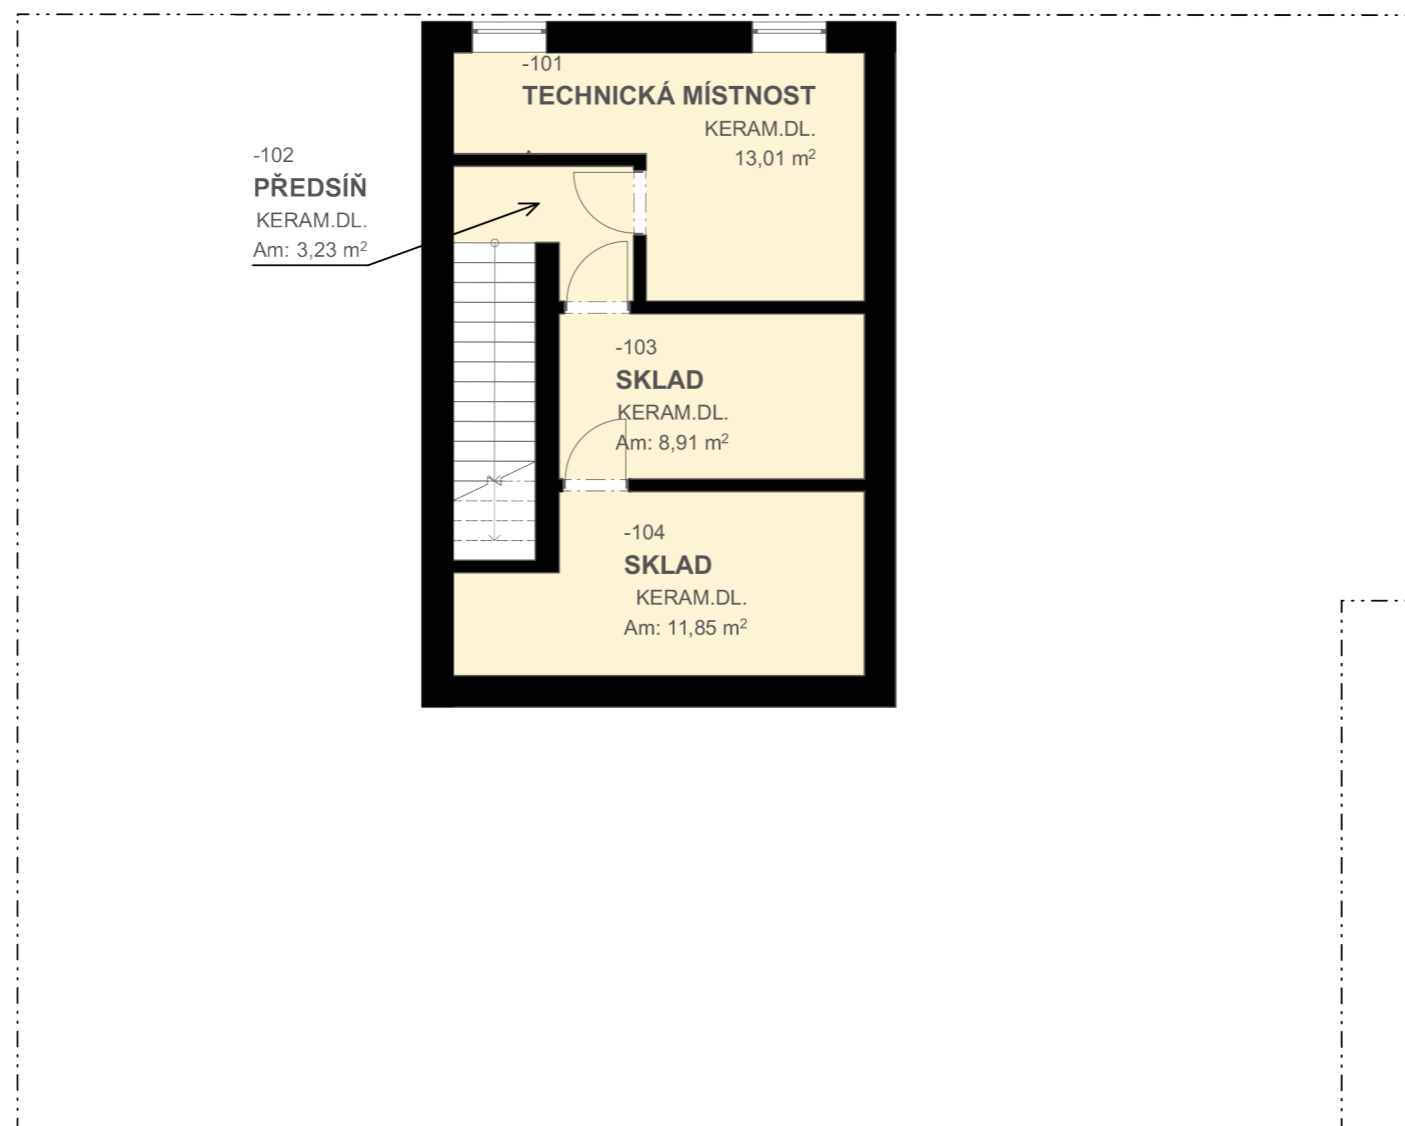 -101
TECHNICKÁ MÍSTNOST
KERAM.DL.
13,01 m²
-102
PŘEDSÍŇ
KERAM.DL.
Am: 3,23 m²
-103
SKLAD
KERAM.DL.
Am: 8,91 m²
-104
SKLAD
KERAM.DL.
Am: 11,85 m²